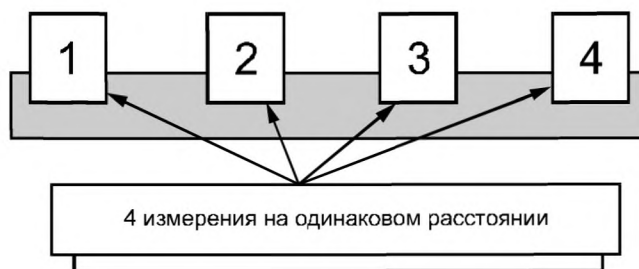 1 2 3 4
4 измерения на одинаковом расстоянии